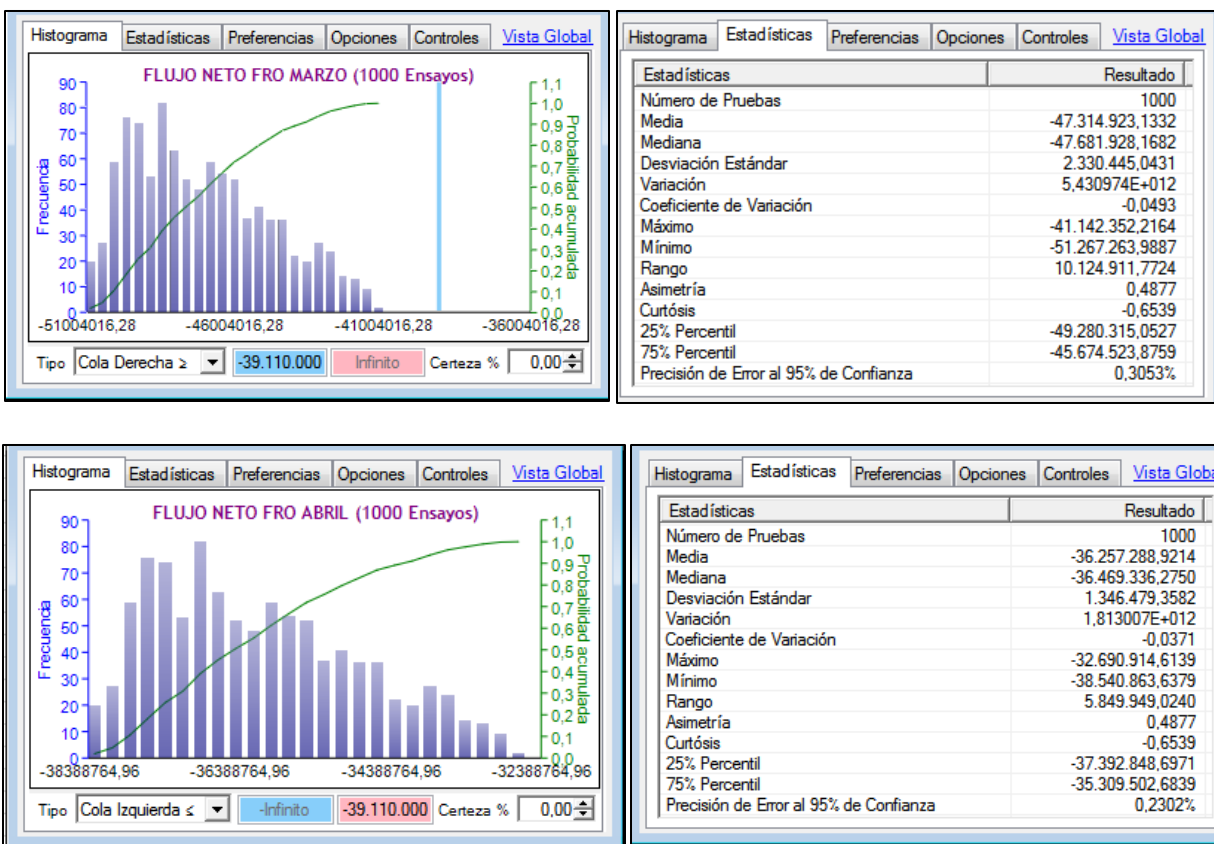 Histograma Estadísticas Preferencias Opciones Controles Vista Global
FLUJO NETO FRO MARZO (1000 Ensayos)
Frecuencia
90
80
70
60
50
40
30
20
10
0
1,1
1,0
0,9
0,8
0,7
0,6
0,5
0,4
0,3
0,2
0,1
0,0
Probabilidad acumulada
-51004016,28 -46004016,28 -41004016,28 -36004016,28
Tipo Cola Derecha ≥ -39.110.000 Infinito Certeza % 0,00
Histograma Estadísticas Preferencias Opciones Controles Vista Global
Estadísticas Resultado
Número de Pruebas 1000
Media -47.314.923,1332
Mediana -47.681.928,1682
Desviación Estándar 2.330.445,0431
Variación 5,430974E+012
Coeficiente de Variación -0,0493
Máximo -41.142.352,2164
Mínimo -51.267.263,9887
Rango 10.124.911,7724
Asimetría 0,4877
Curtósis -0,6539
25% Percentil -49.280.315,0527
75% Percentil -45.674.523,8759
Precisión de Error al 95% de Confianza 0,3053%
Histograma Estadísticas Preferencias Opciones Controles Vista Global
FLUJO NETO FRO ABRIL (1000 Ensayos)
Frecuencia
90
80
70
60
50
40
30
20
10
0
1,1
1,0
0,9
0,8
0,7
0,6
0,5
0,4
0,3
0,2
0,1
0,0
Probabilidad acumulada
-38388764,96 -36388764,96 -34388764,96 -32388764,96
Tipo Cola Izquierda ≤ -Infinito -39.110.000 Certeza % 0,00
Histograma Estadísticas Preferencias Opciones Controles Vista Globa
Estadísticas Resultado
Número de Pruebas 1000
Media -36.257.288,9214
Mediana -36.469.336,2750
Desviación Estándar 1.346.479,3582
Variación 1,813007E+012
Coeficiente de Variación -0,0371
Máximo -32.690.914,6139
Mínimo -38.540.863,6379
Rango 5.849.949,0240
Asimetría 0,4877
Curtósis -0,6539
25% Percentil -37.392.848,6971
75% Percentil -35.309.502,6839
Precisión de Error al 95% de Confianza 0,2302%